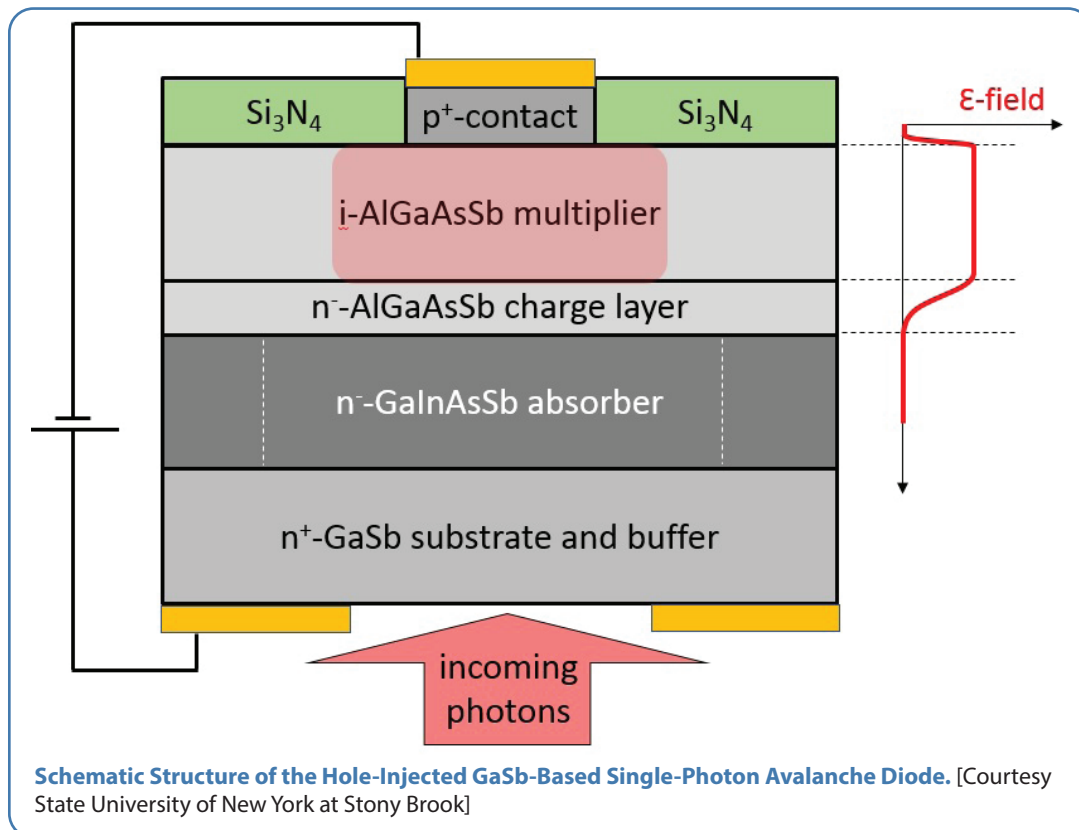 Si₃N₄
p⁺-contact
Si₃N₄
Ɛ-field
i-AlGaAsSb multiplier
n⁻-AlGaAsSb charge layer
n⁻-GaInAsSb absorber
n⁺-GaSb substrate and buffer
incoming
photons
Schematic Structure of the Hole-Injected GaSb-Based Single-Photon Avalanche Diode. [Courtesy
State University of New York at Stony Brook]